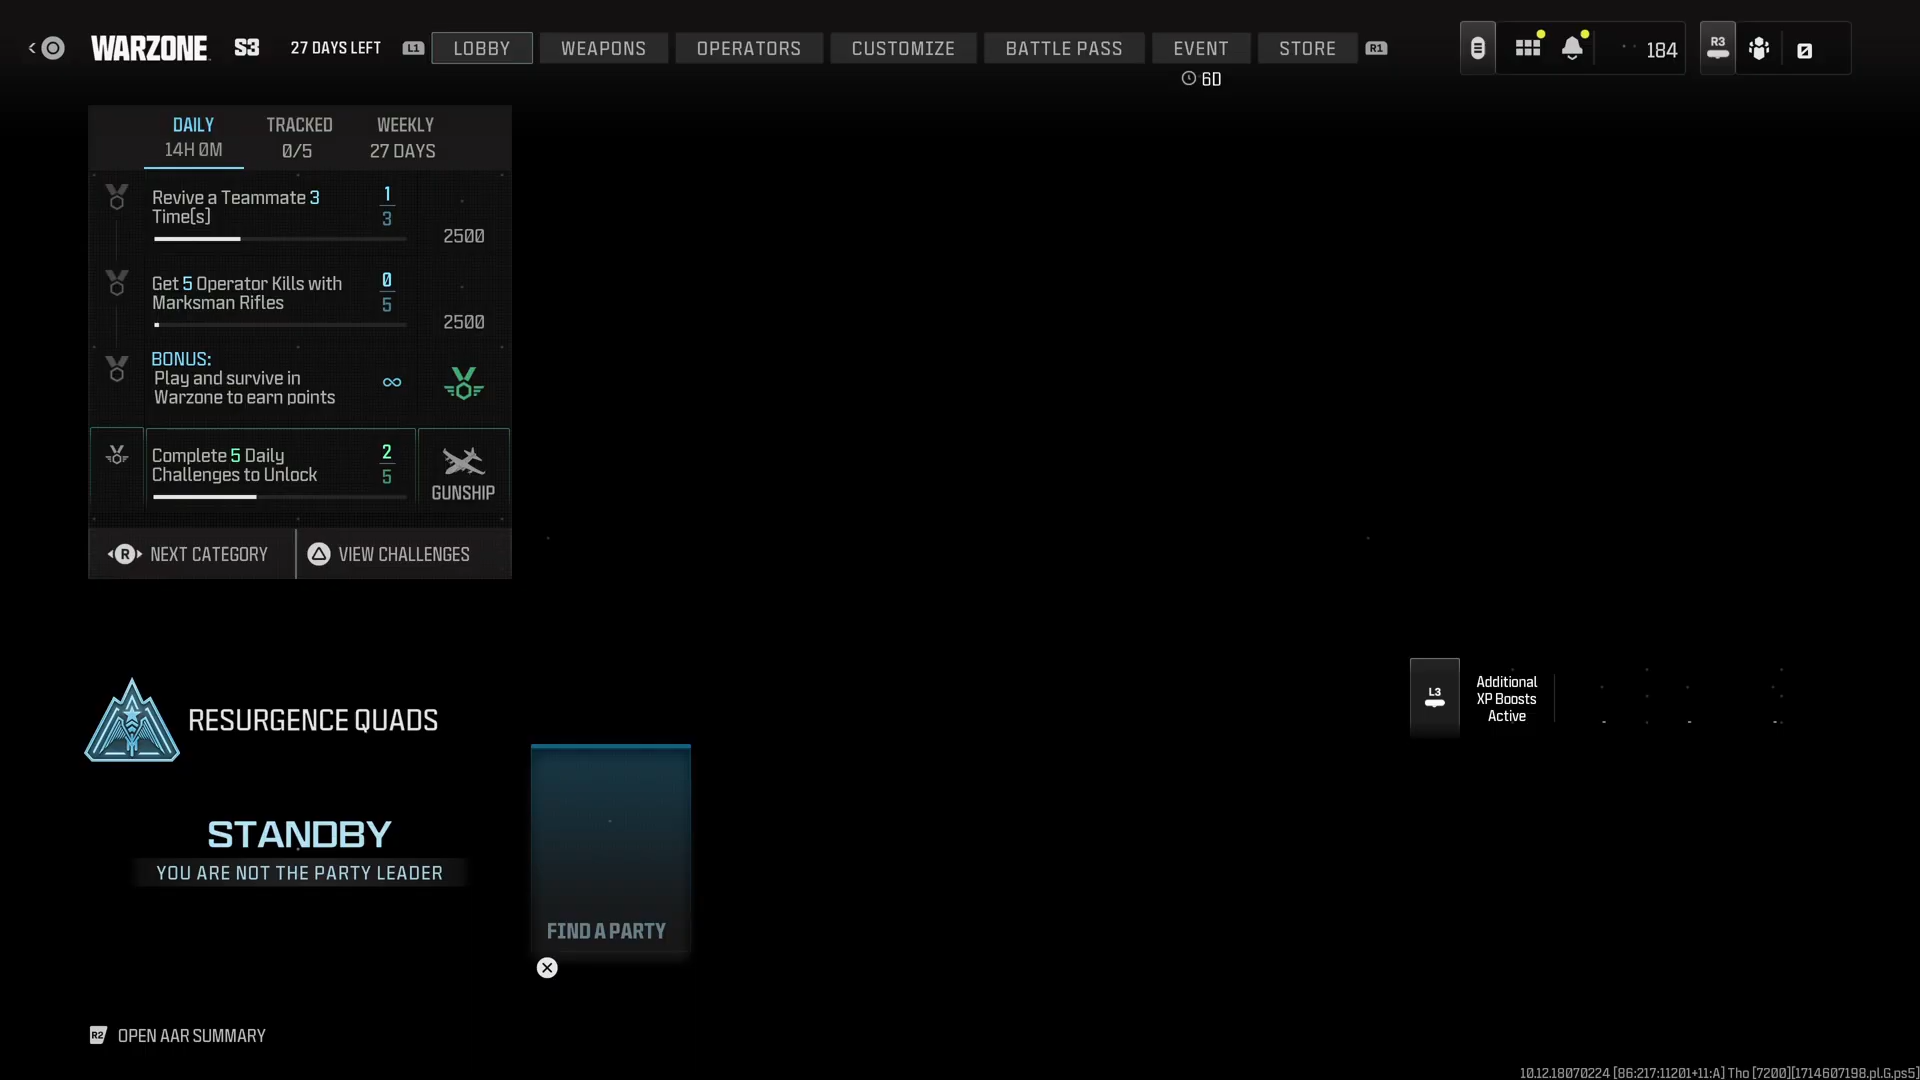 WARZONE S3 27 DAYS LEFT L1 LOBBY WEAPONS OPERATORS CUSTOMIZE BATTLE PASS EVENT STORE R1 184 R3 0
6D
DAILY TRACKED WEEKLY
14H 0M 0/5 27 DAYS
Revive a Teammate 3
Time[s]
1
3
2500
Get 5 Operator Kills with
Marksman Rifles
0
5
2500
BONUS:
Play and survive in
Warzone to earn points
∞
Complete 5 Daily
Challenges to Unlock
2
5
GUNSHIP
R NEXT CATEGORY VIEW CHALLENGES
RESURGENCE QUADS
L3
Additional
XP Boosts
Active
STANDBY
YOU ARE NOT THE PARTY LEADER
FIND A PARTY
R2 OPEN AAR SUMMARY
10.12.18070224 [86:217:11201+11:A] Tho [7200][1714607198.pl.G.ps5]